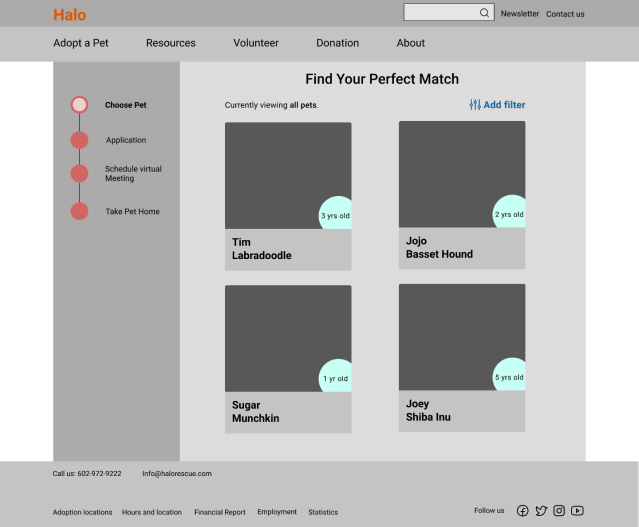 Halo
Newsletter Contact us
Adopt a Pet Resources Volunteer Donation About
Find Your Perfect Match
Choose Pet
Application
Schedule virtual
Meeting
Take Pet Home
Currently viewing all pets.
Add filter
3 yrs old
Tim
Labradoodle
2 yrs old
Jojo
Basset Hound
1 yr old
Sugar
Munchkin
5 yrs old
Joey
Shiba Inu
Call us: 602-972-9222 Info@halorescue.com
Adoption locations Hours and location Financial Report Employment Statistics
Follow us